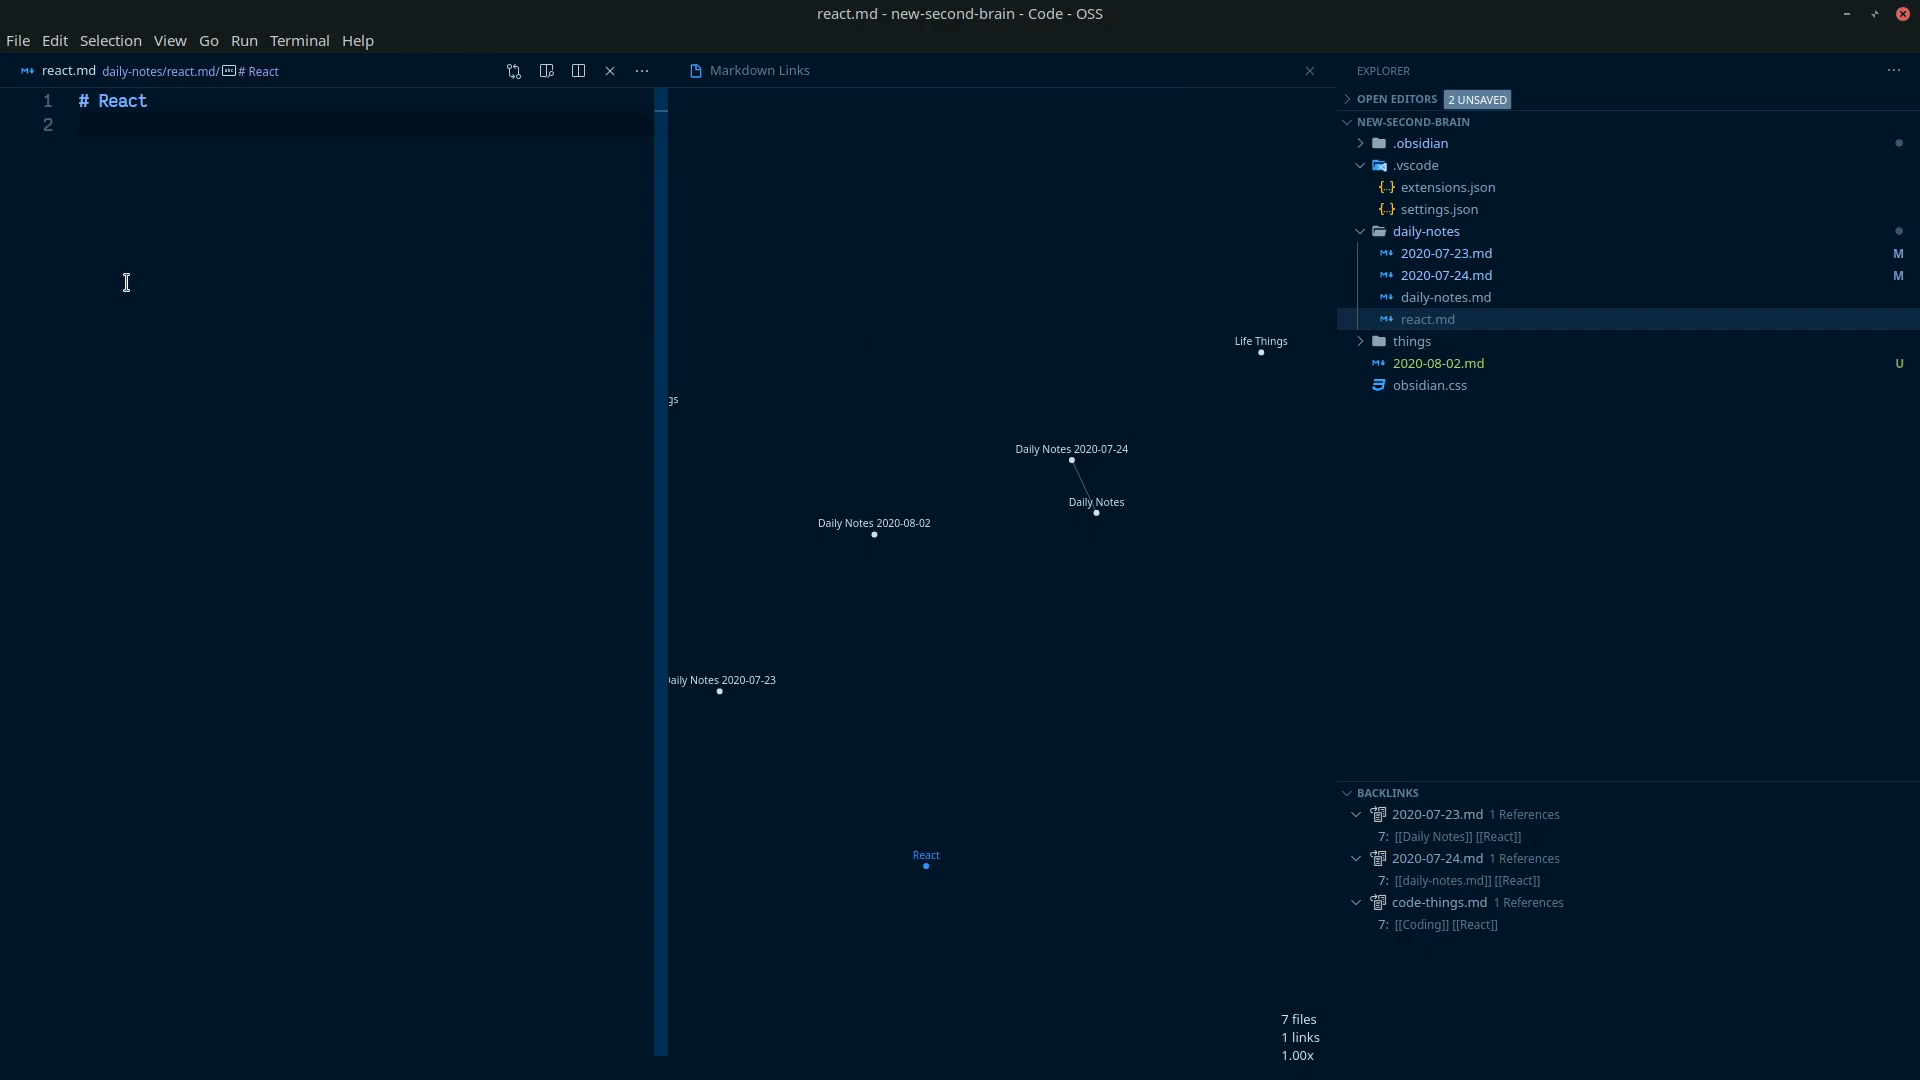 react.md - new-second-brain - Code - OSS
File Edit Selection View Go Run Terminal Help
react.md daily-notes/react.md/ # React
1 # React
2
Markdown Links
Life Things
gs
Daily Notes 2020-07-24
Daily Notes
Daily Notes 2020-08-02
aily Notes 2020-07-23
React
7 files
1 links
1.00x
EXPLORER
OPEN EDITORS 2 UNSAVED
NEW-SECOND-BRAIN
.obsidian
.vscode
{..} extensions.json
{..} settings.json
daily-notes
2020-07-23.md M
2020-07-24.md M
daily-notes.md
react.md
things
2020-08-02.md U
obsidian.css
BACKLINKS
2020-07-23.md 1 References
7: [[Daily Notes]] [[React]]
2020-07-24.md 1 References
7: [[daily-notes.md]] [[React]]
code-things.md 1 References
7: [[Coding]] [[React]]